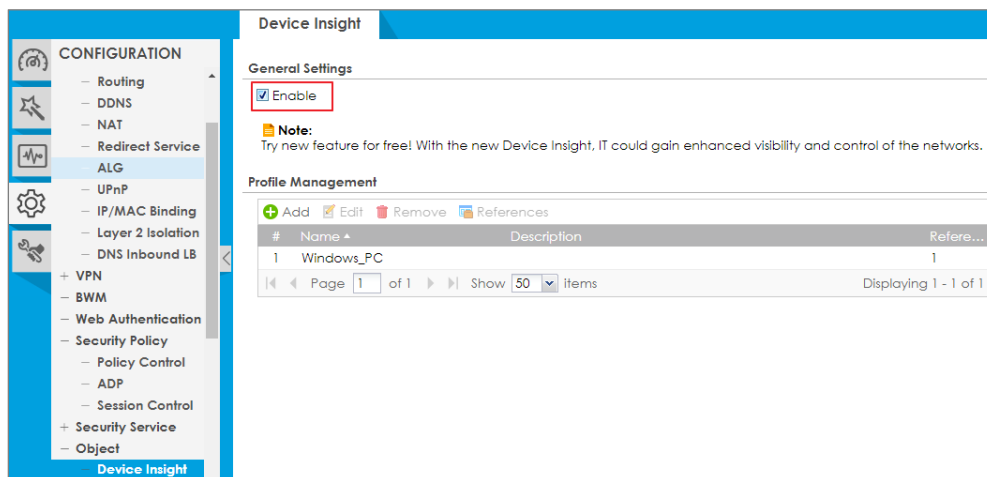 Device Insight
CONFIGURATION
Routing
DDNS
NAT
Redirect Service
ALG
UPnP
IP/MAC Binding
Layer 2 Isolation
DNS Inbound LB
+ VPN
BWM
Web Authentication
Security Policy
Policy Control
ADP
Session Control
+ Security Service
Object
Device Insight
General Settings
Enable
Note:
Try new feature for free! With the new Device Insight, IT could gain enhanced visibility and control of the networks.
Profile Management
Add Edit Remove References
# Name Description Refere...
1 Windows_PC 1
Page 1 of 1 Show 50 items Displaying 1 - 1 of 1